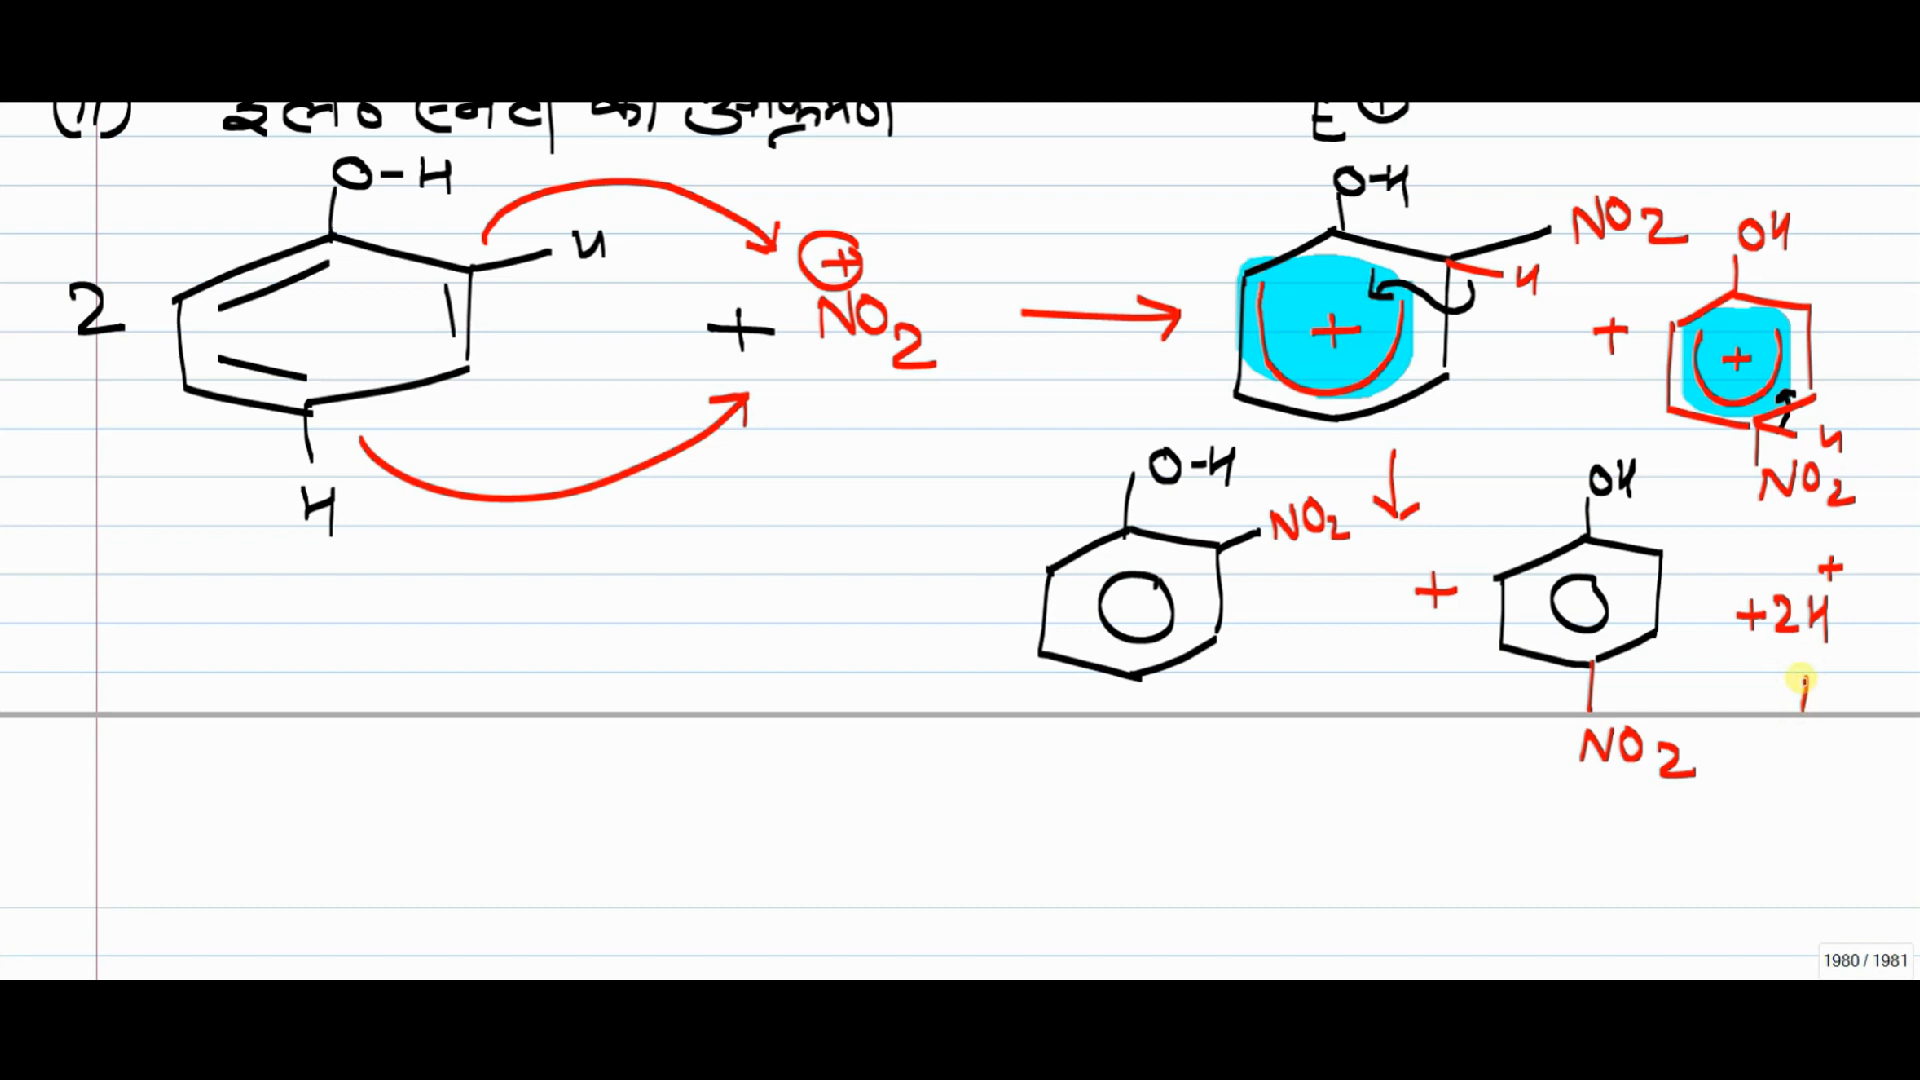 (ii) की E⊕
O-H O-H
H NO2 OH
2 + ⊕NO2 → + H + +
H H
NO2
O-H OH
NO2 ↓ + +2H+
NO2
1980 / 1981